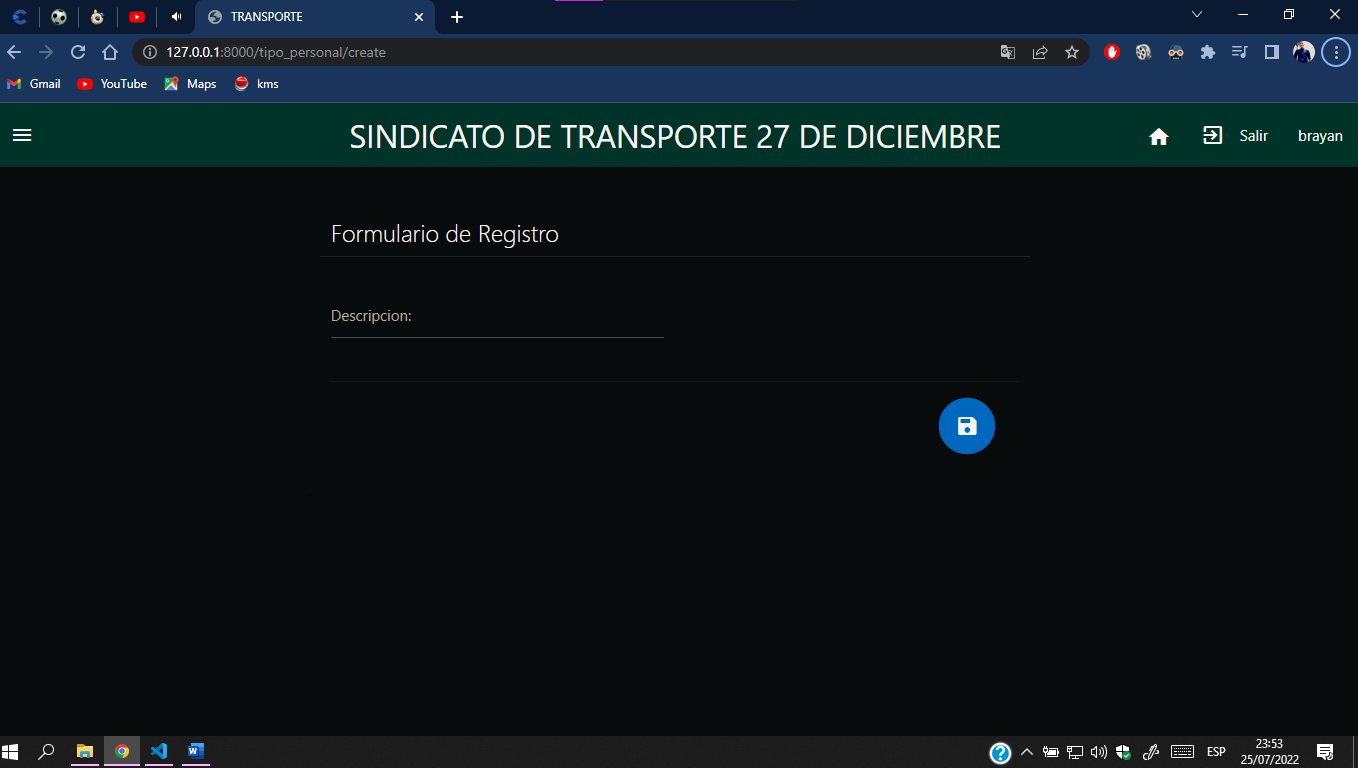 TRANSPORTE
127.0.0.1:8000/tipo_personal/create
Gmail YouTube Maps kms
SINDICATO DE TRANSPORTE 27 DE DICIEMBRE
Salir brayan
Formulario de Registro
Descripcion:
ESP
23:53
25/07/2022